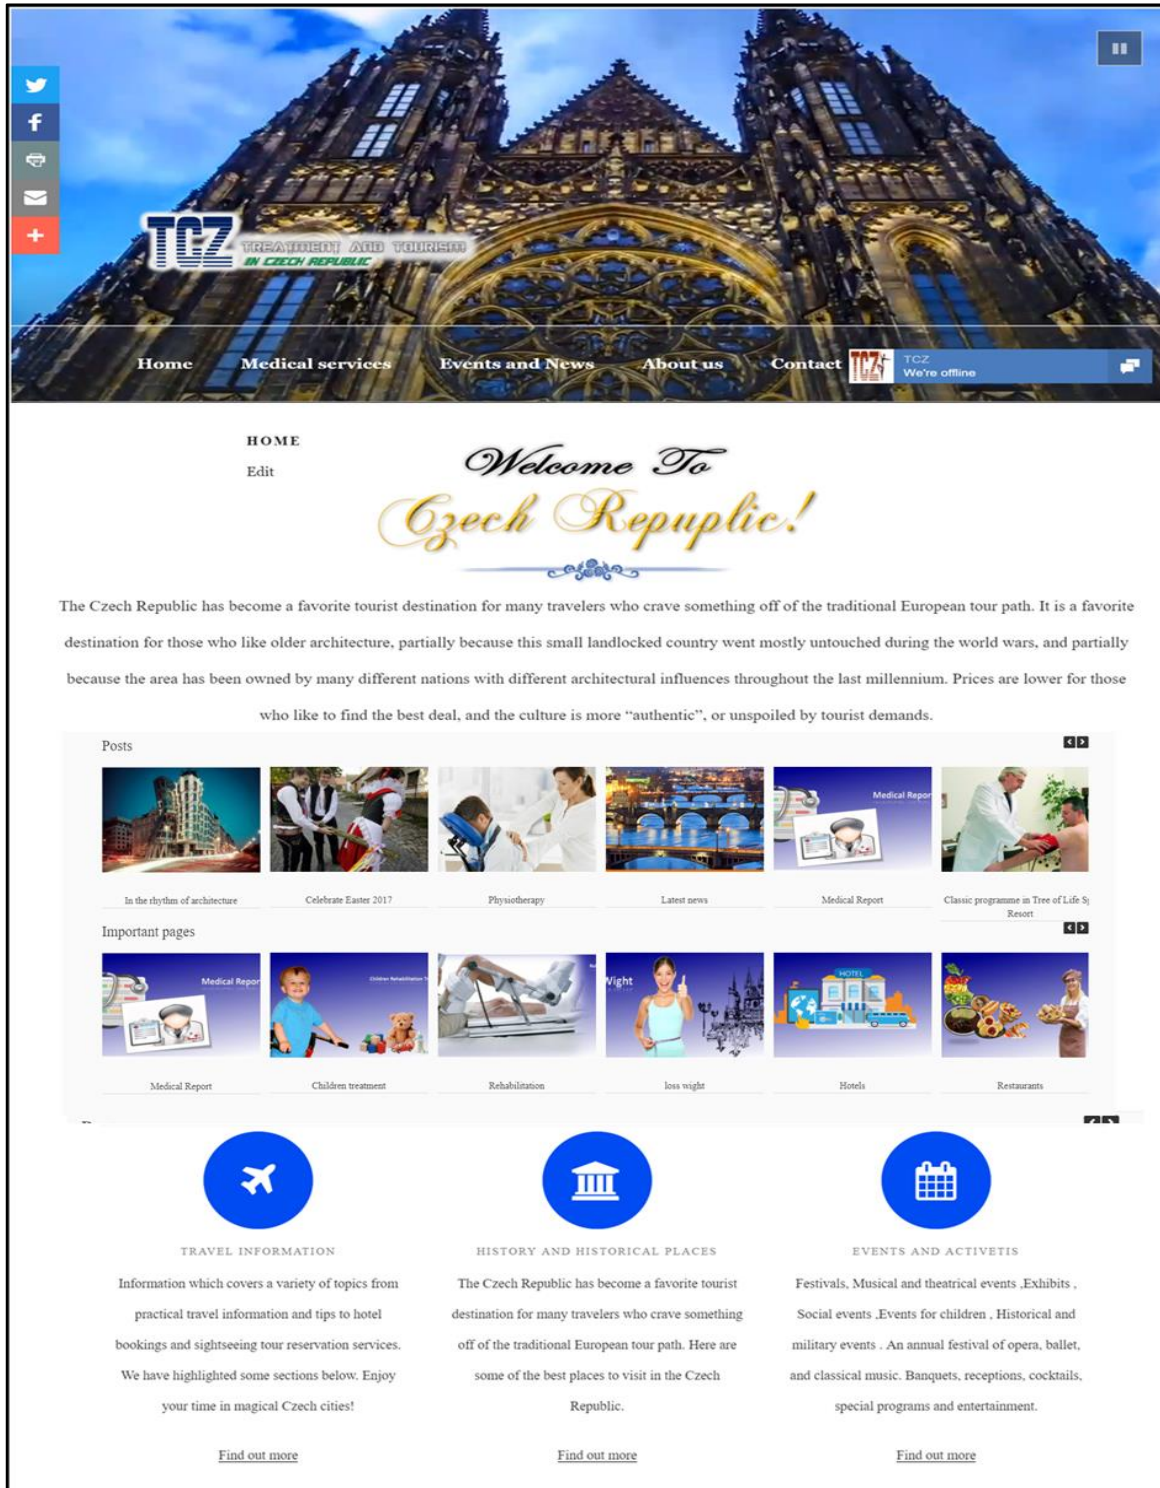 TCZ TREATMENT AND TOURISM
IN CZECH REPUBLIC
Home Medical services Events and News About us Contact TCZ TCZ
We're offline
HOME
Edit
Welcome To
Czech Repuplic!
The Czech Republic has become a favorite tourist destination for many travelers who crave something off of the traditional European tour path. It is a favorite
destination for those who like older architecture, partially because this small landlocked country went mostly untouched during the world wars, and partially
because the area has been owned by many different nations with different architectural influences throughout the last millennium. Prices are lower for those
who like to find the best deal, and the culture is more “authentic”, or unspoiled by tourist demands.
Posts
Medical Repor
In the rhythm of architecture
Celebrate Easter 2017
Physiotherapy
Latest news
Medical Report
Classic programme in Tree of Life Sp
Resort
Important pages
Medical Repor
Children Rehabilitation
Wight
HOTEL
Medical Report
Children treatment
Rehabilitation
loss wight
Hotels
Restaurants
TRAVEL INFORMATION
Information which covers a variety of topics from
practical travel information and tips to hotel
bookings and sightseeing tour reservation services.
We have highlighted some sections below. Enjoy
your time in magical Czech cities!
Find out more
HISTORY AND HISTORICAL PLACES
The Czech Republic has become a favorite tourist
destination for many travelers who crave something
off of the traditional European tour path. Here are
some of the best places to visit in the Czech
Republic.
Find out more
EVENTS AND ACTIVETIS
Festivals, Musical and theatrical events ,Exhibits ,
Social events ,Events for children , Historical and
military events . An annual festival of opera, ballet,
and classical music. Banquets, receptions, cocktails,
special programs and entertainment.
Find out more